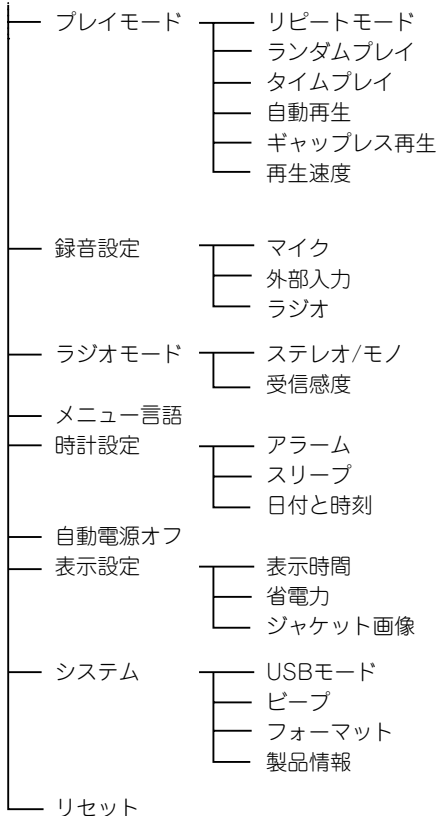 プレイモード
リピートモード
ランダムプレイ
タイムプレイ
自動再生
ギャップレス再生
再生速度
録音設定
マイク
外部入力
ラジオ
ラジオモード
ステレオ/モノ
受信感度
メニュー言語
時計設定
アラーム
スリープ
日付と時刻
自動電源オフ
表示設定
表示時間
省電力
ジャケット画像
システム
USBモード
ビープ
フォーマット
製品情報
リセット